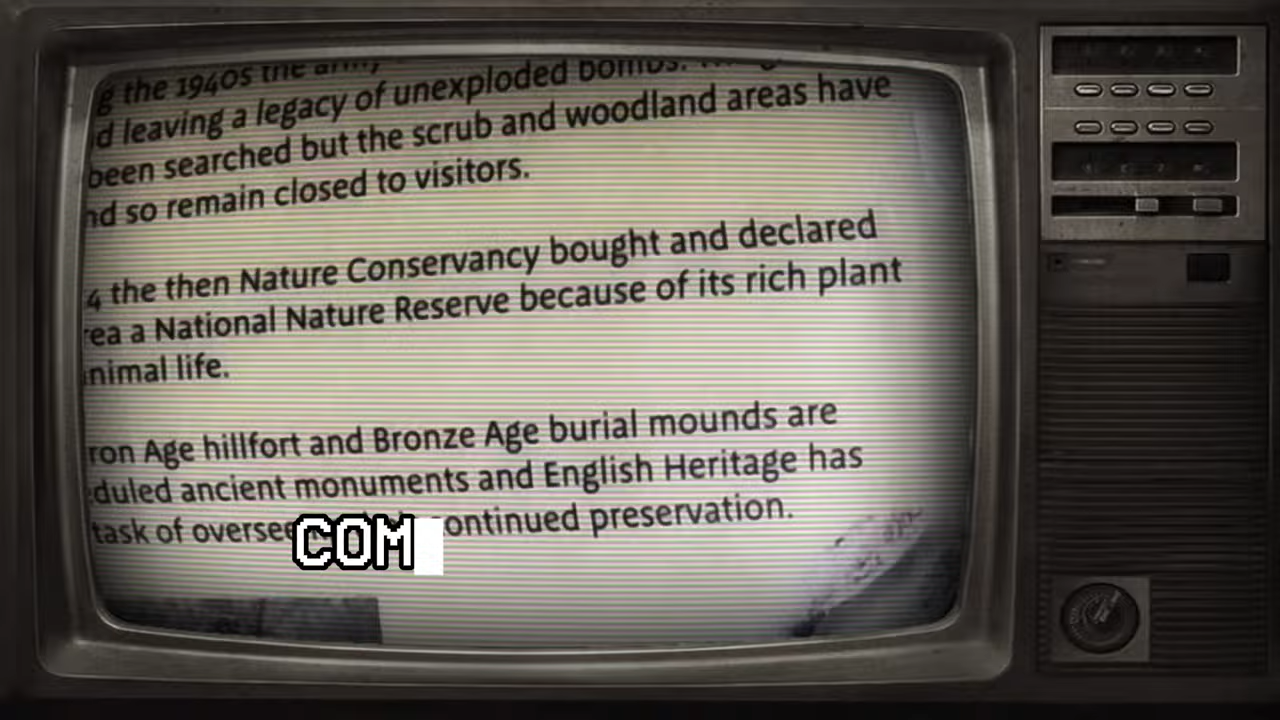 the 1940s the
leaving a legacy of unexploded bombs.
been searched but the scrub and woodland areas have
nd so remain closed to visitors.
4 the then Nature Conservancy bought and declared
rea a National Nature Reserve because of its rich plant
nimal life.
ron Age hillfort and Bronze Age burial mounds are
duled ancient monuments and English Heritage has
task of continued preservation.
COM